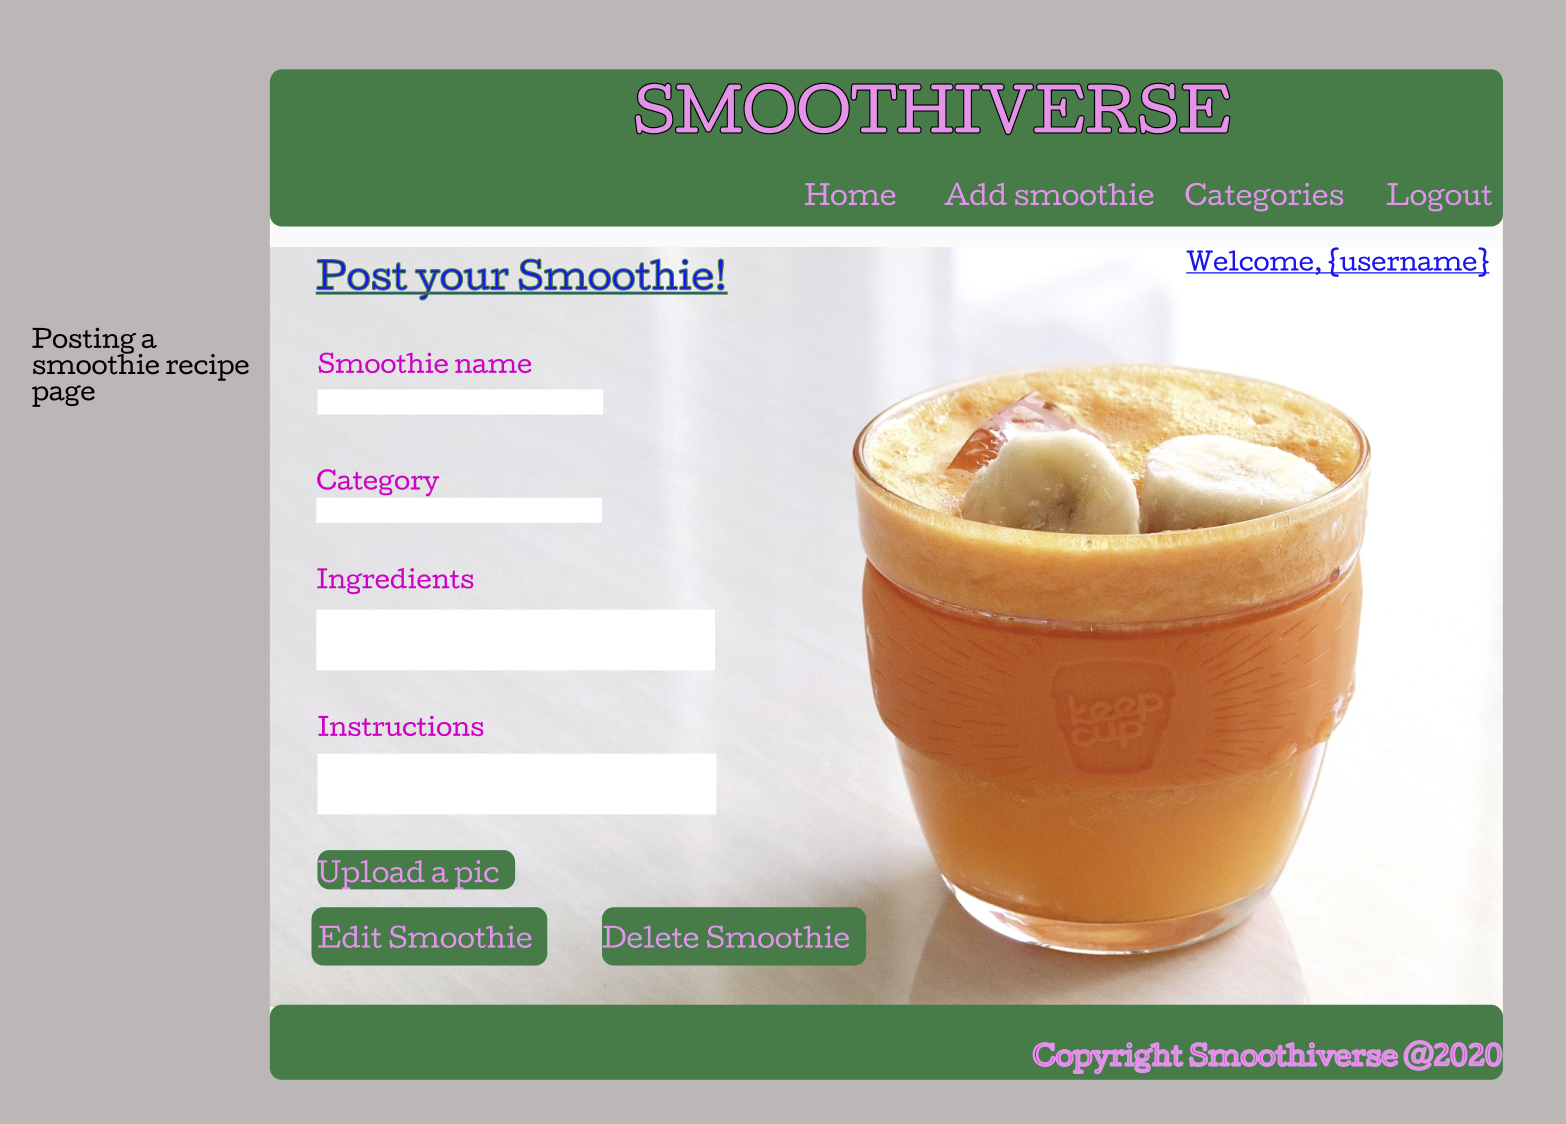 SMOOTHIVERSE
Home Add smoothie Categories Logout
Post your Smoothie!
Welcome, {username}
Posting a
smoothie recipe
page
Smoothie name
Category
Ingredients
Instructions
keep
cup
Upload a pic
Edit Smoothie Delete Smoothie
Copyright Smoothiverse @2020